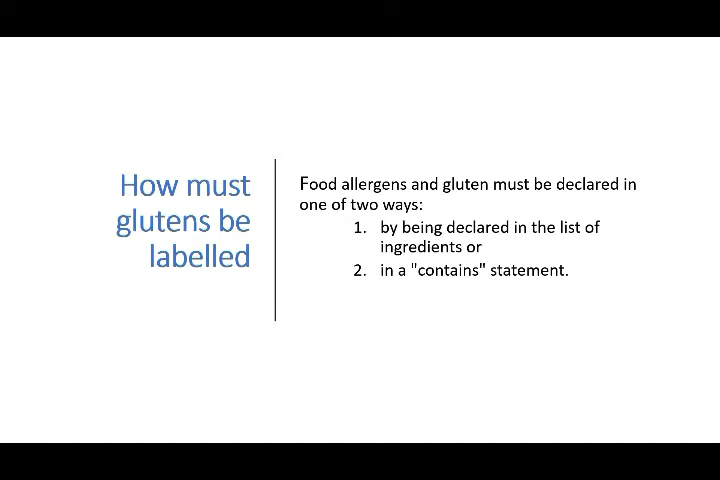 How must
glutens be
labelled
Food allergens and gluten must be declared in
one of two ways:
1. by being declared in the list of
ingredients or
2. in a "contains" statement.